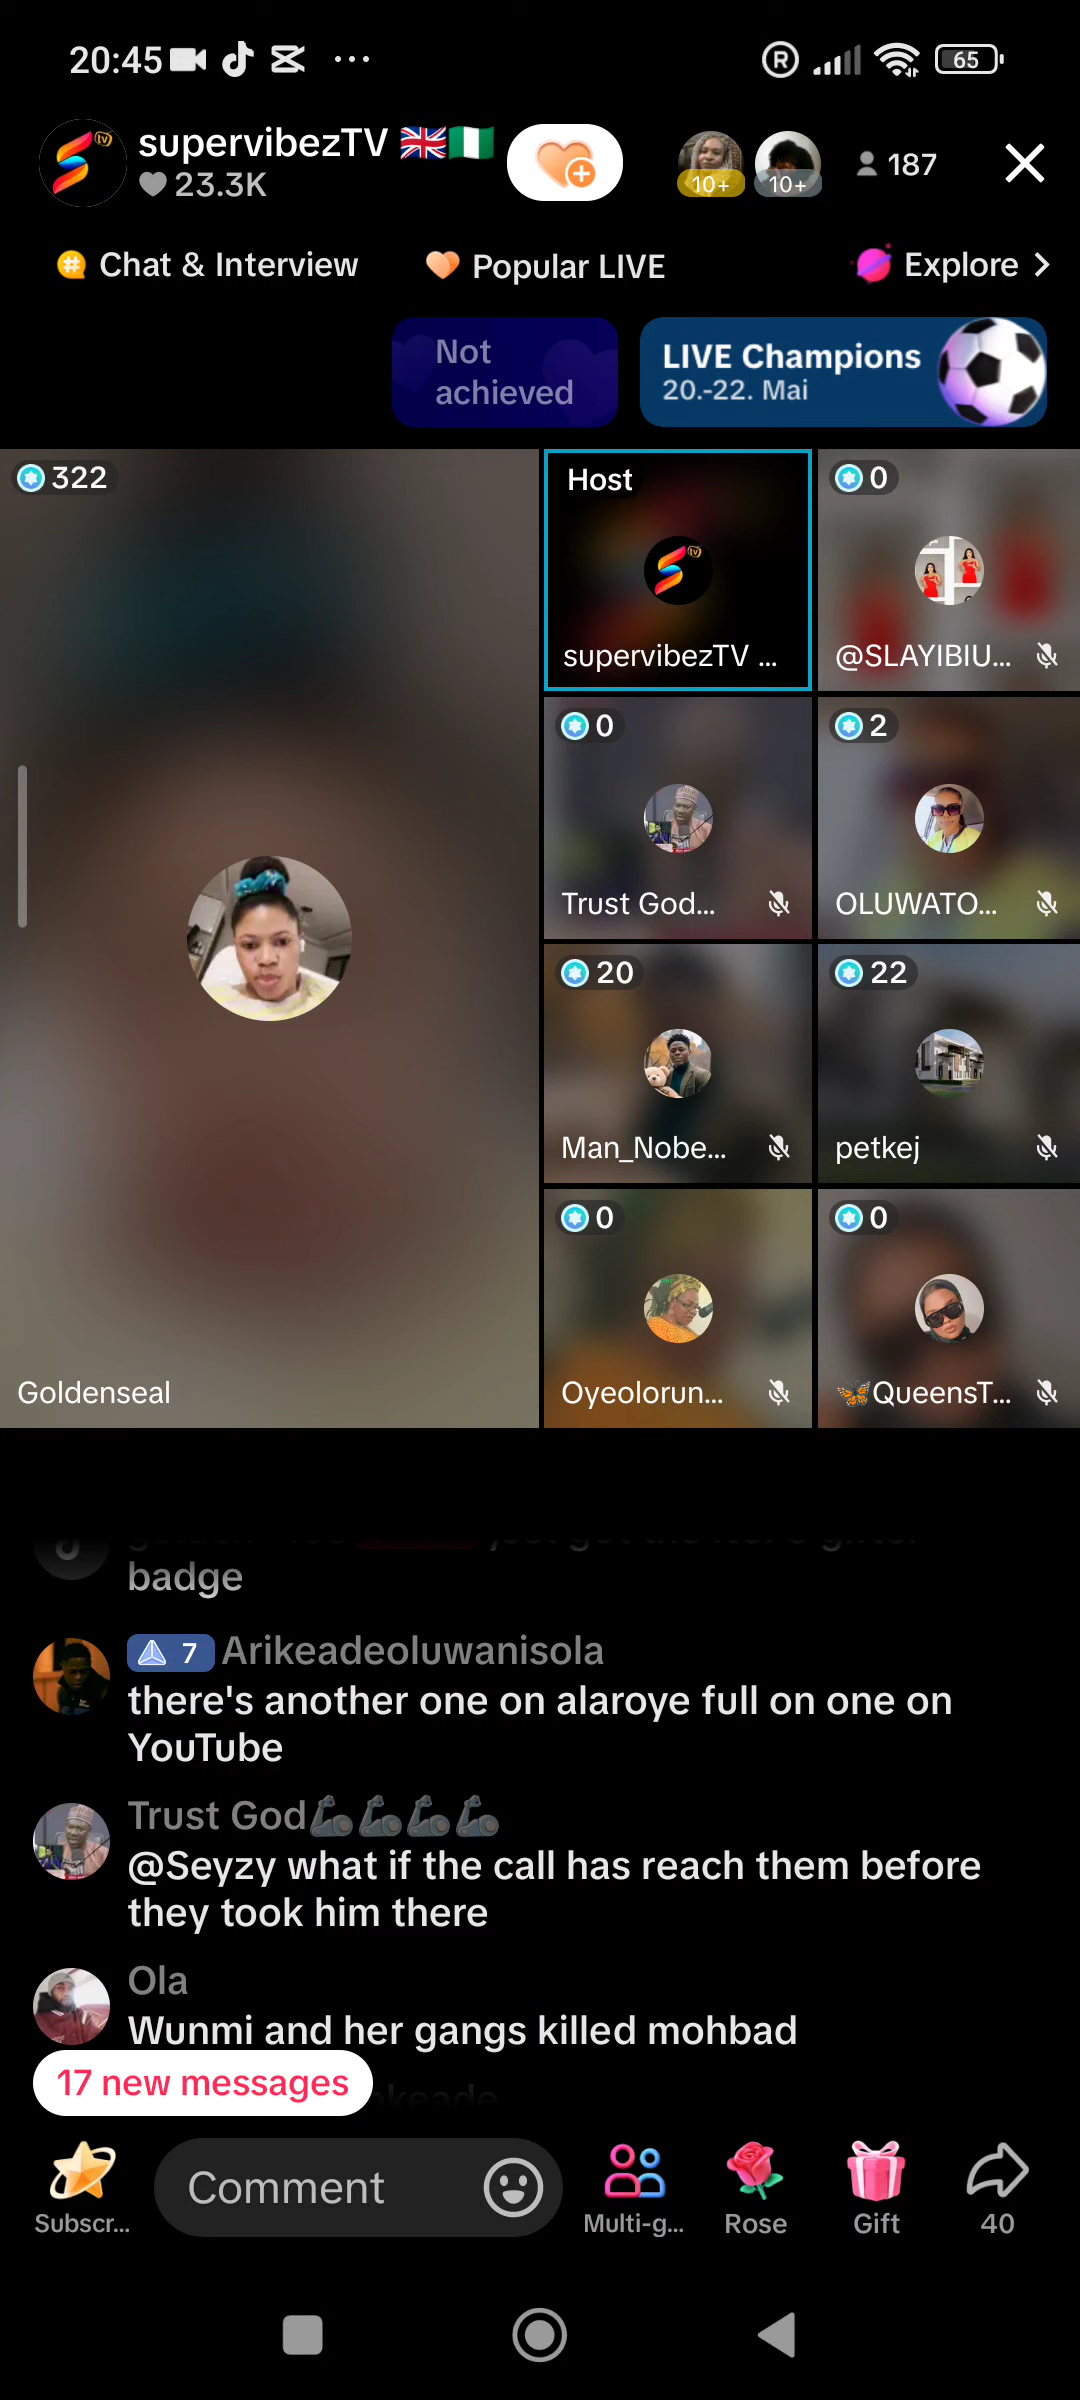 20:45
65
supervibezTV 🇬🇧🇳🇬
23.3K
10+
10+
187
Chat & Interview
Popular LIVE
Explore
Not
achieved
LIVE Champions
20.-22. Mai
322
Host
0
supervibezTV ...
@SLAYIBIU...
0
2
Trust God...
OLUWATO...
20
22
Man_Nobe...
petkej
0
0
Goldenseal
Oyeolorun...
🦋QueensT...
badge
7 Arikeadeoluwanisola
there's another one on alaroye full on one on
YouTube
Trust God💪💪💪💪
@Seyzy what if the call has reach them before
they took him there
Ola
Wunmi and her gangs killed mohbad
17 new messages
Subscr...
Comment
Multi-g...
Rose
Gift
40